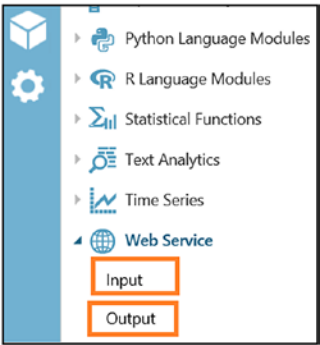 Python Language Modules
R Language Modules
Statistical Functions
Text Analytics
Time Series
Web Service
Input
Output